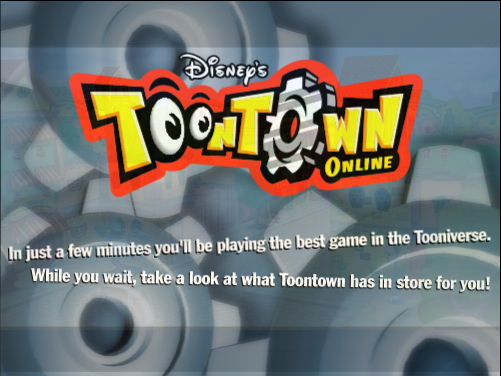 Disney's
TOONTOWN
ONLINE
In just a few minutes you'll be playing the best game in the Tooniverse.
While you wait, take a look at what Toontown has in store for you!